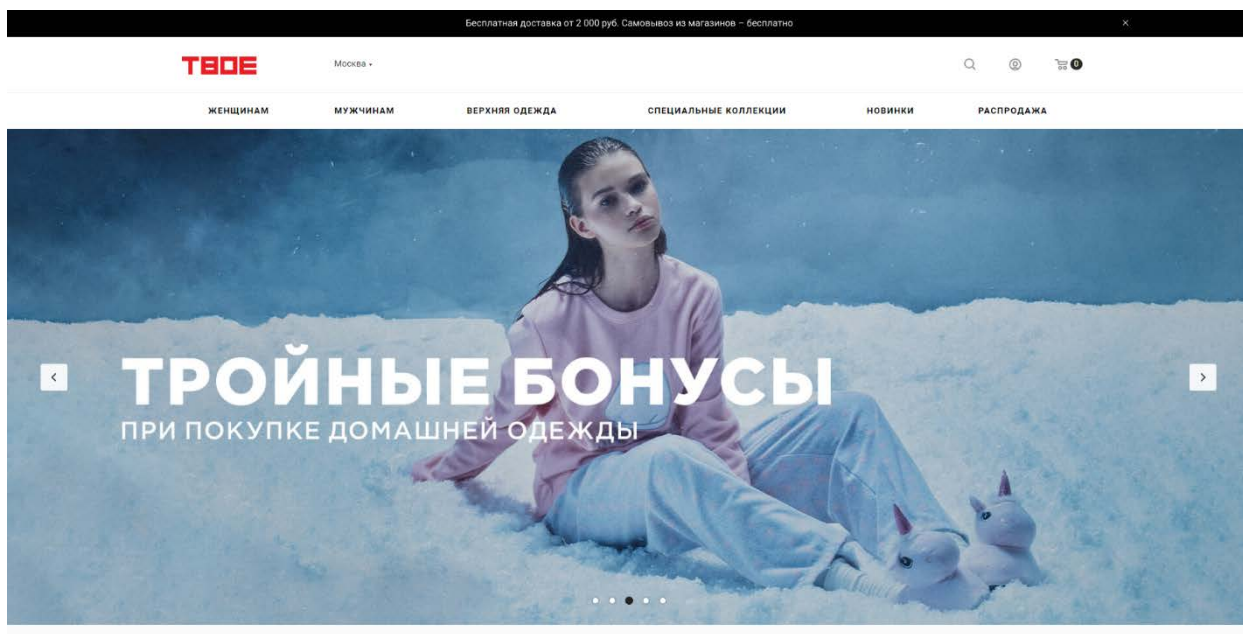 Бесплатная доставка от 2 000 руб. Самовывоз из магазинов – бесплатно
ТВОЕ
Москва
0
ЖЕНЩИНАМ МУЖЧИНАМ ВЕРХНЯЯ ОДЕЖДА СПЕЦИАЛЬНЫЕ КОЛЛЕКЦИИ НОВИНКИ РАСПРОДАЖА
ТРОЙНЫЕ БОНУСЫ
ПРИ ПОКУПКЕ ДОМАШНЕЙ ОДЕЖДЫ